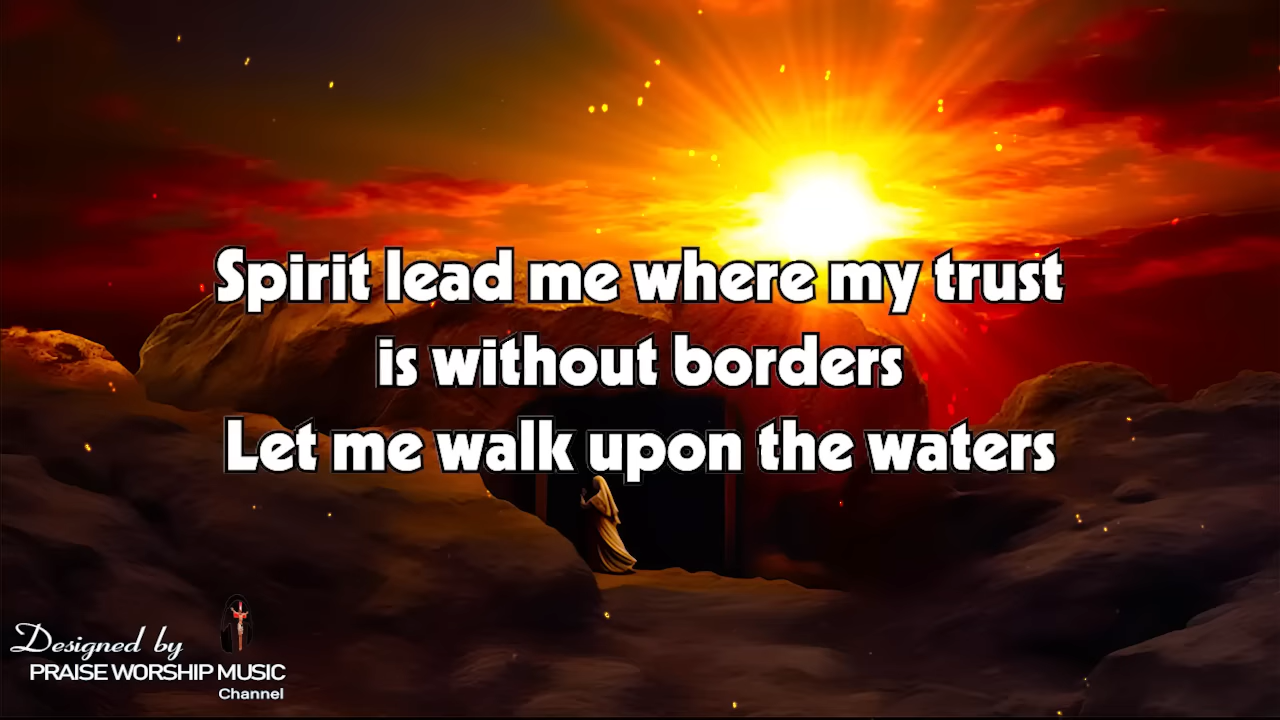 Spirit lead me where my trust
is without borders
Let me walk upon the waters
Designed by
PRAISE WORSHIP MUSIC
Channel